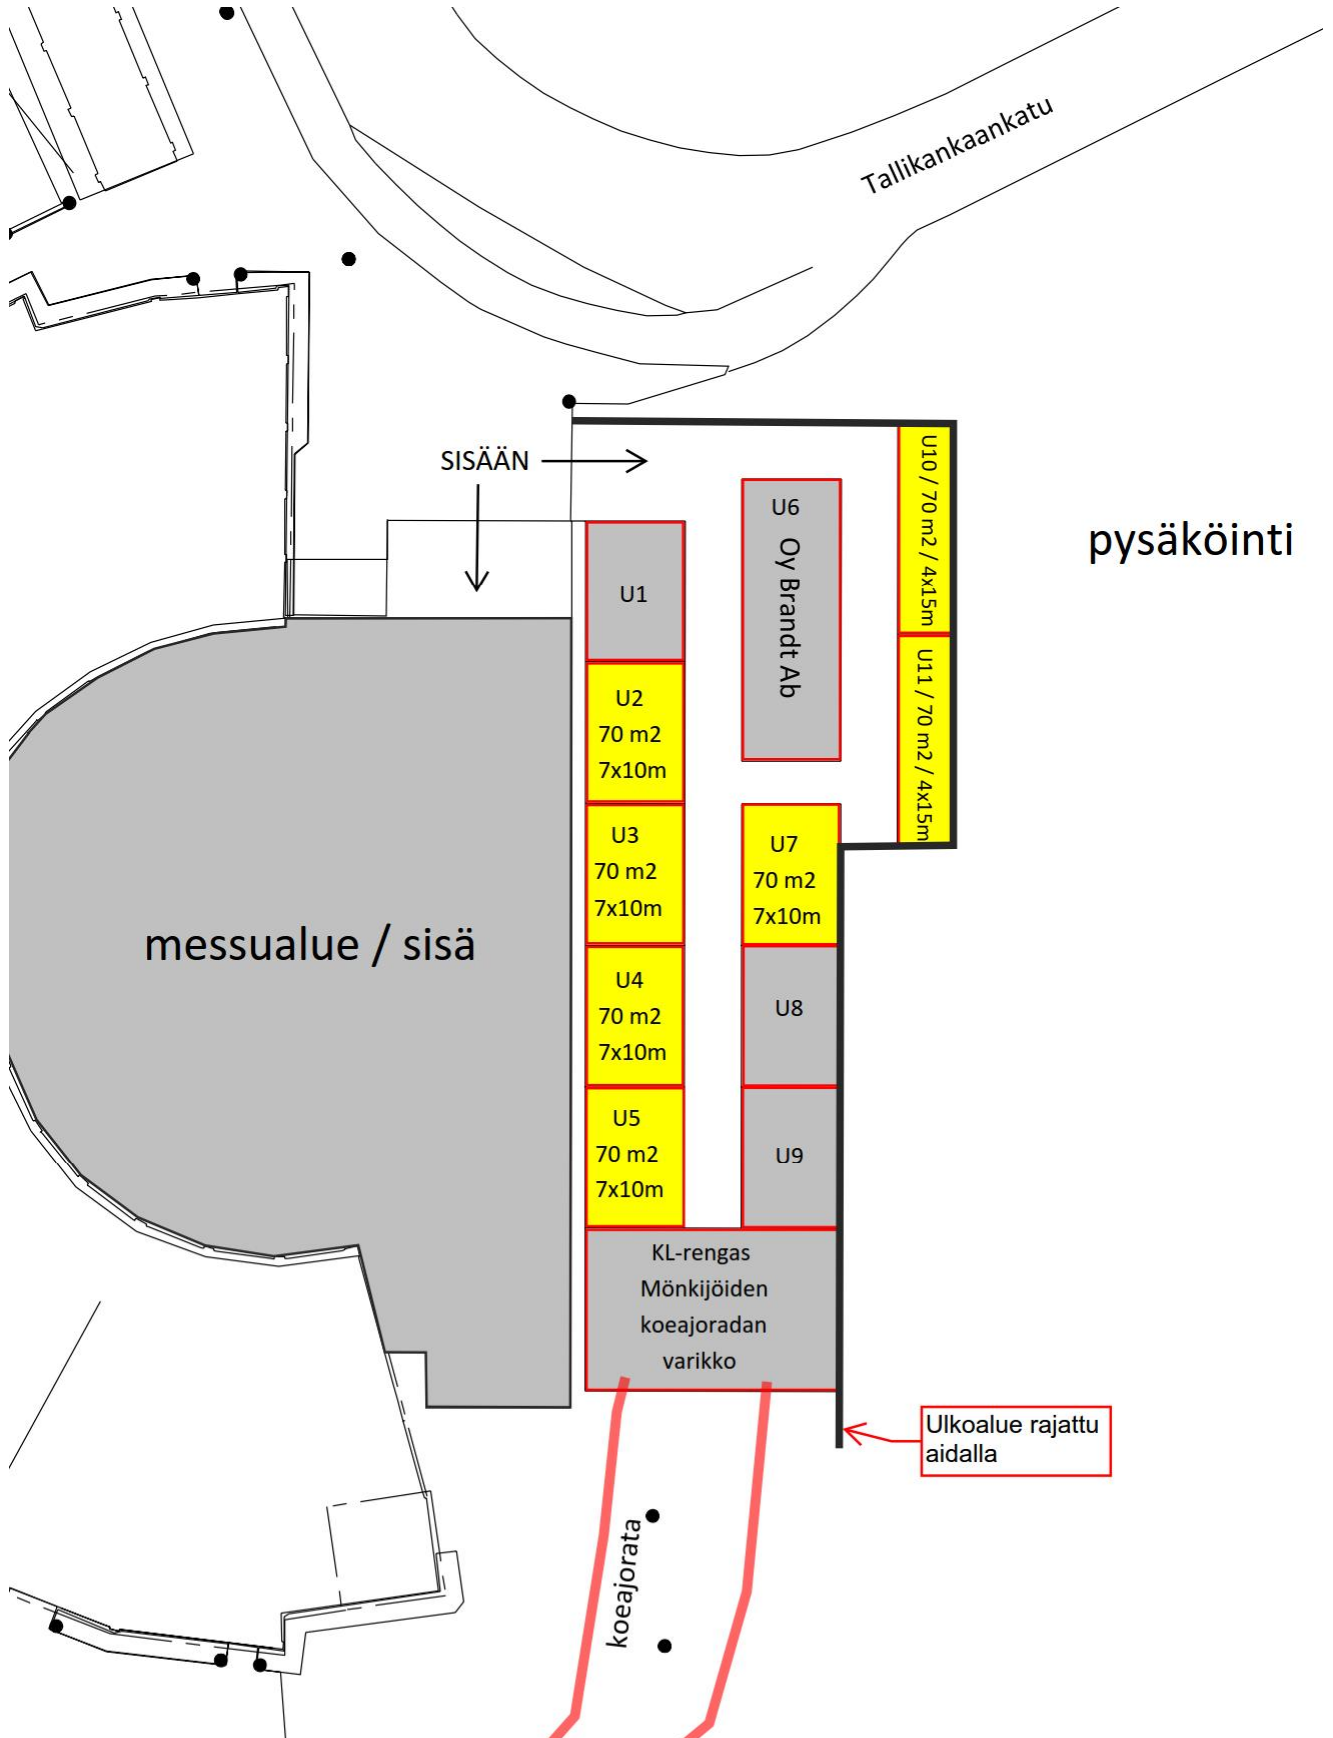 Tallikankaankatu
SISÄÄN
pysäköinti
U10 / 70 m2 / 4x15m
U6
Oy Brandt Ab
U1
U11 / 70 m2 / 4x15m
U2
70 m2
7x10m
U3
70 m2
7x10m
U7
70 m2
7x10m
messualue / sisä
U4
70 m2
7x10m
U8
U5
70 m2
7x10m
U9
KL-rengas
Mönkijöiden
koeajoradan
varikko
Ulkoalue rajattu
aidalla
koeajorata